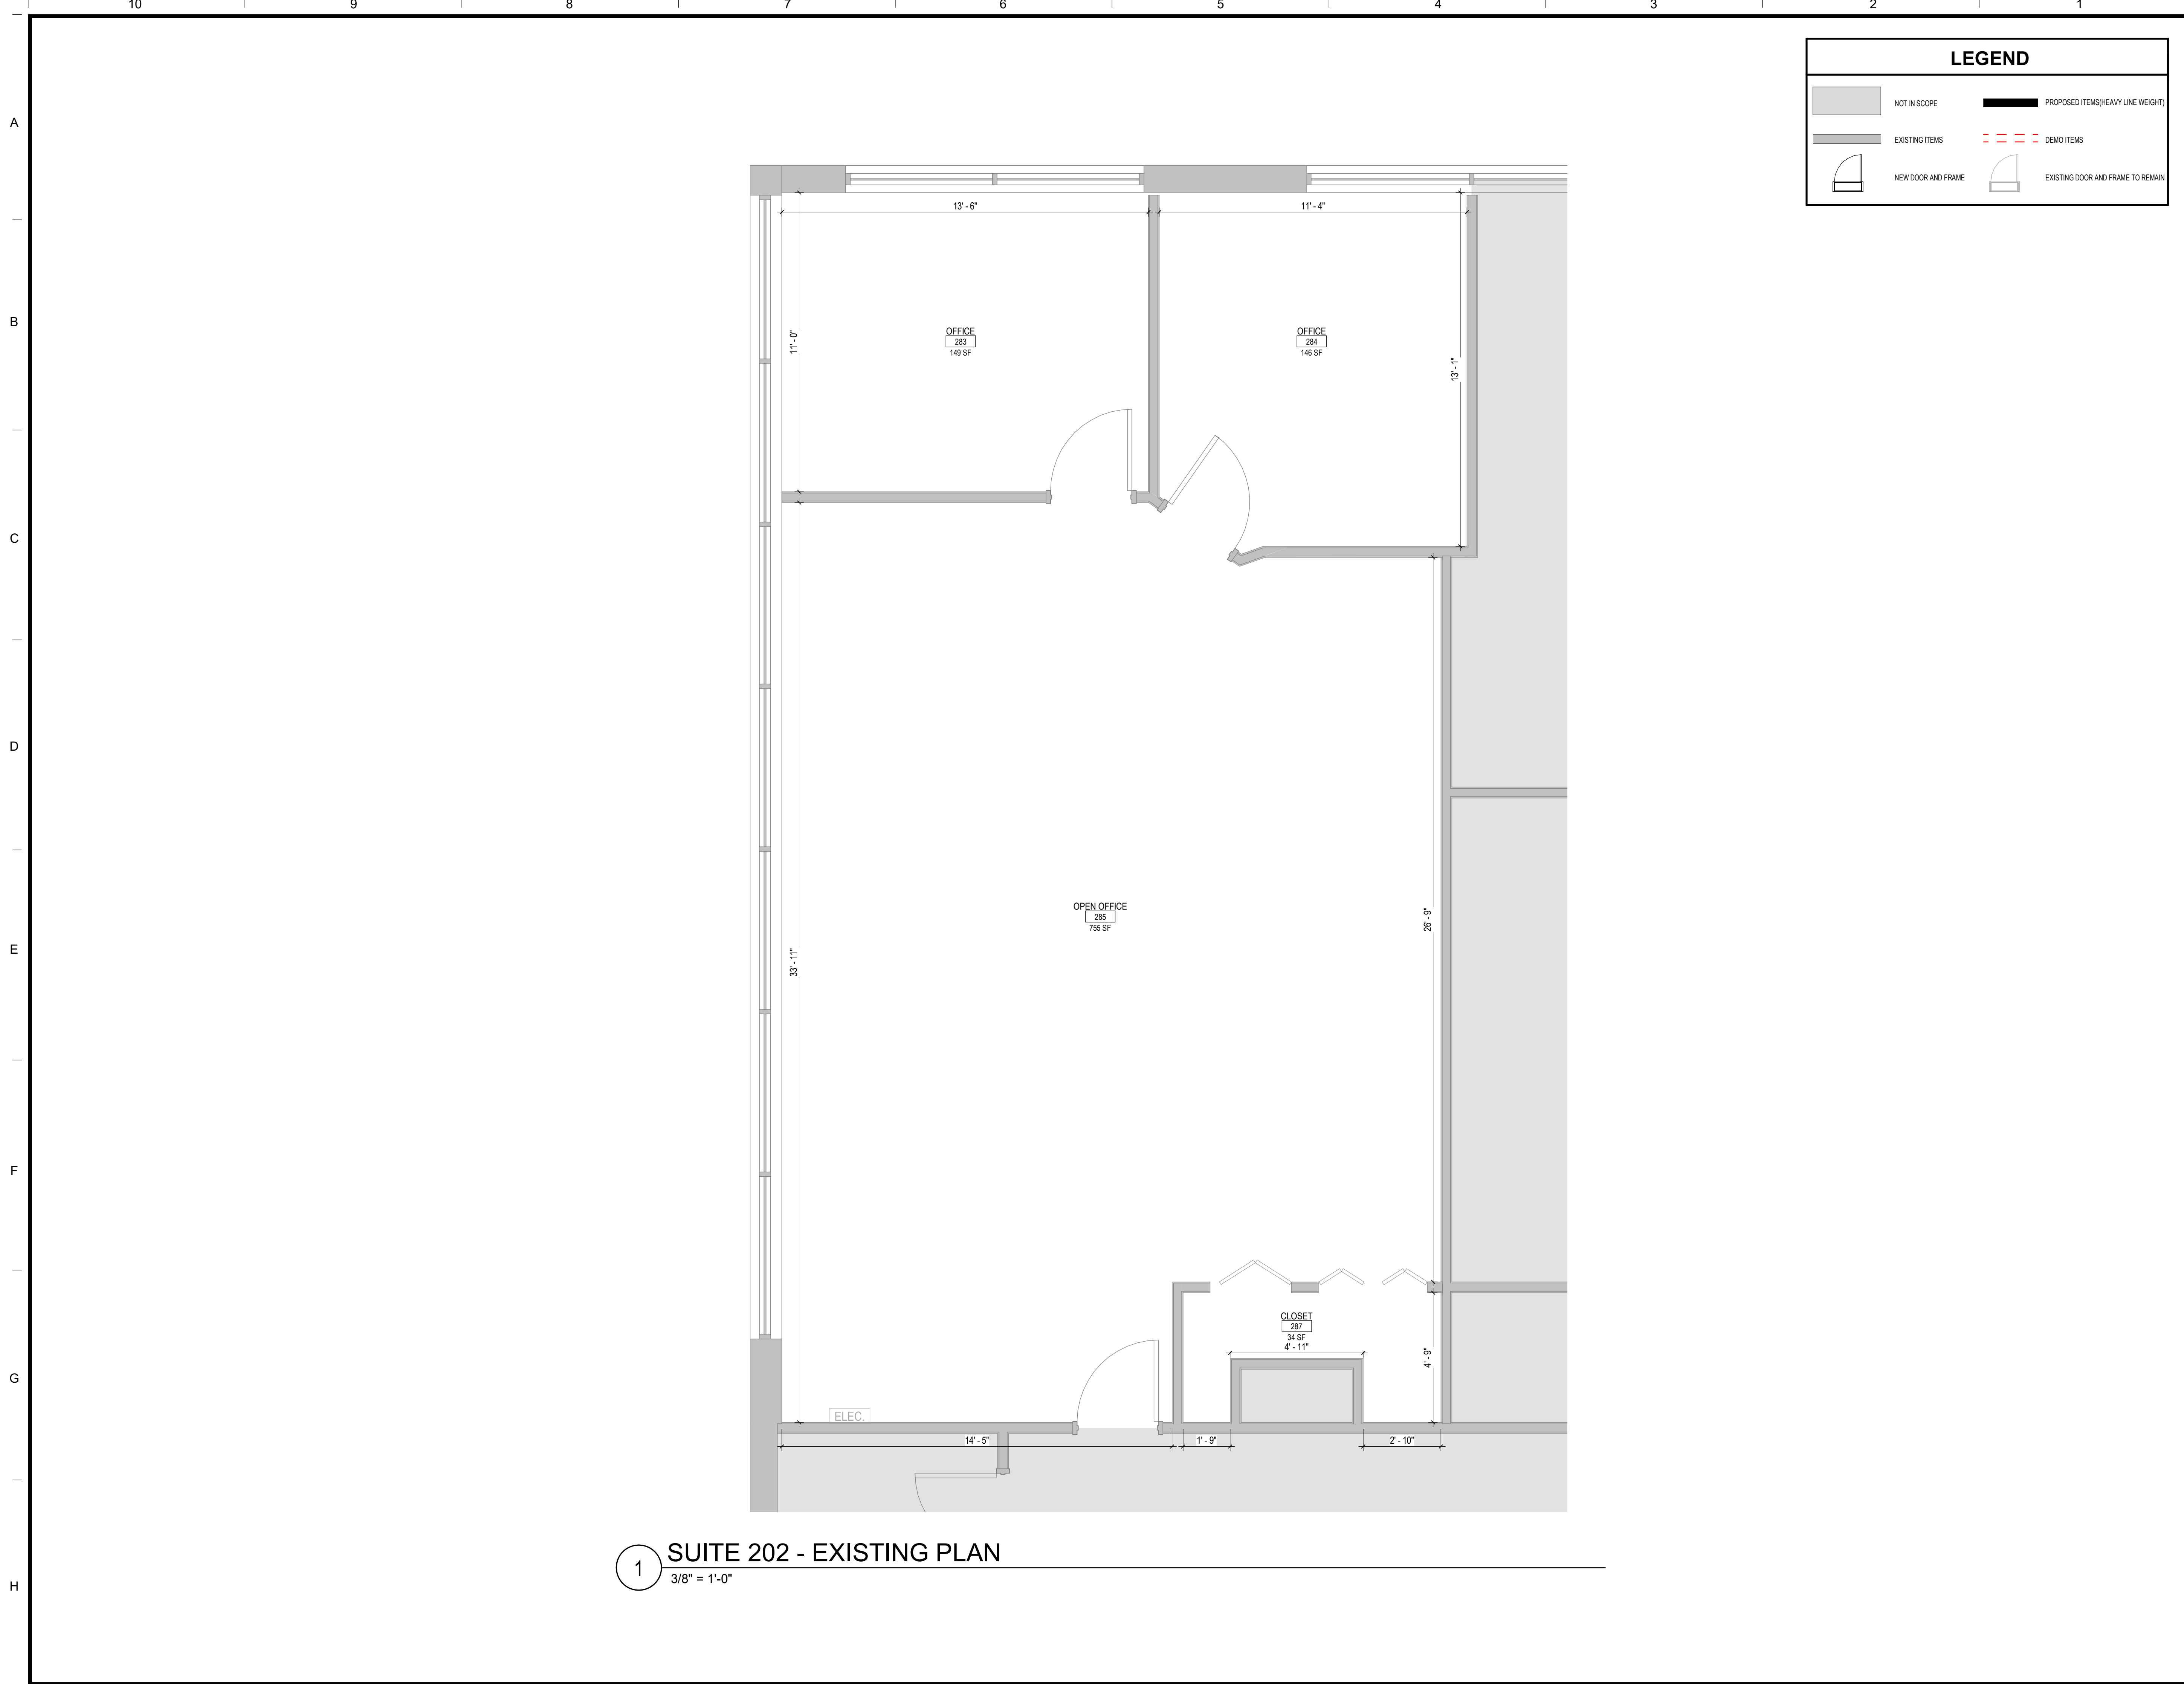 10 9 8 7 6 5 4 3 2 1
LEGEND
NOT IN SCOPE
PROPOSED ITEMS(HEAVY LINE WEIGHT)
EXISTING ITEMS
DEMO ITEMS
NEW DOOR AND FRAME
EXISTING DOOR AND FRAME TO REMAIN
A
B
C
D
E
F
G
H
13' - 6"
11' - 4"
11' - 0"
OFFICE
283
149 SF
OFFICE
284
146 SF
13' - 1"
OPEN OFFICE
285
755 SF
26' - 9"
33' - 11"
CLOSET
287
34 SF
4' - 11"
4' - 9"
ELEC.
14' - 5"
1' - 9"
2' - 10"
1
SUITE 202 - EXISTING PLAN
3/8" = 1'-0"